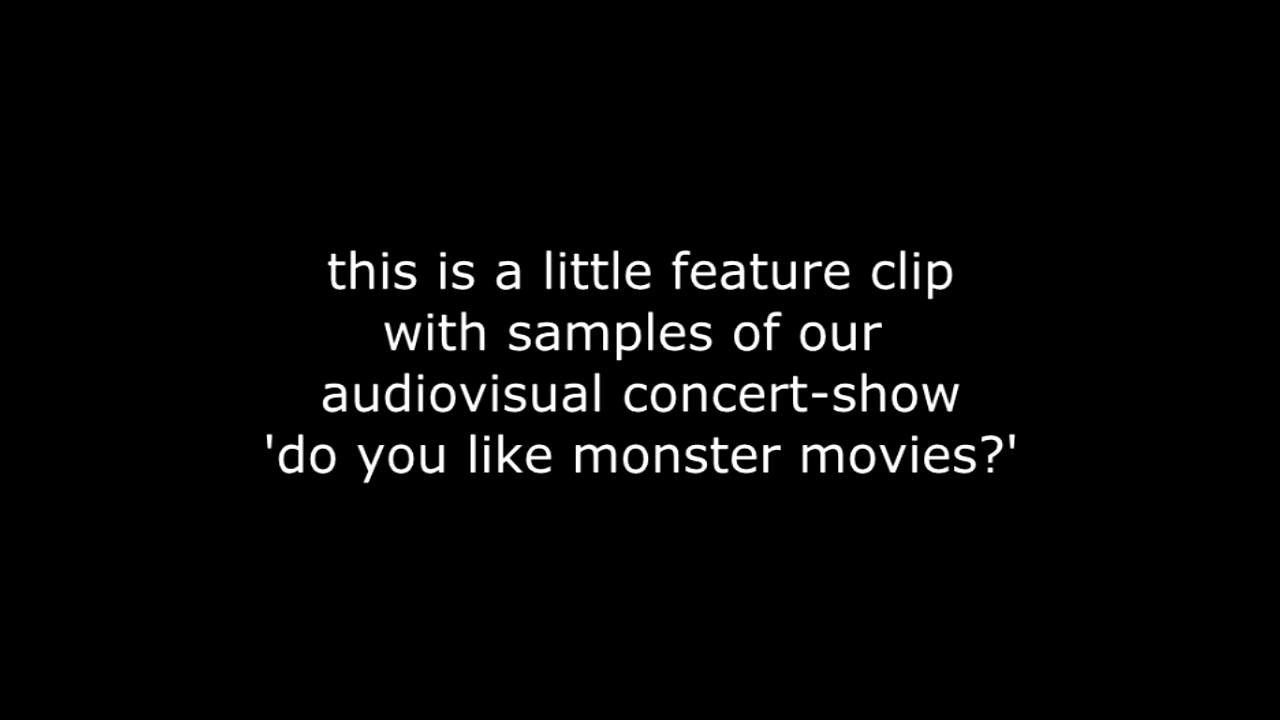 this is a little feature clip
with samples of our
audiovisual concert-show
'do you like monster movies?'